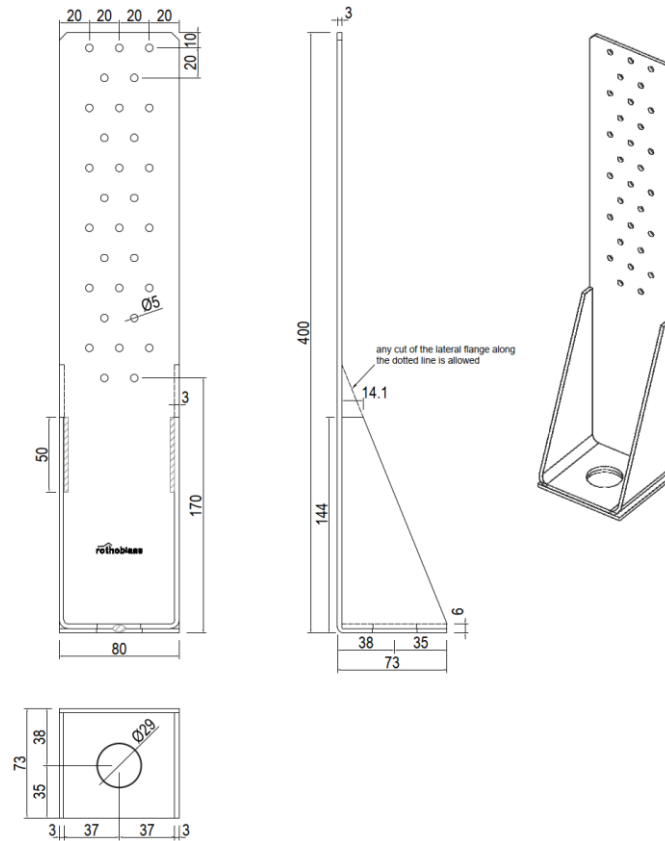 20 20 20 20
10
20
Ø5
3
50
170
rothoblaas
80
3
400
any cut of the lateral flange along
the dotted line is allowed
14.1
144
6
38 35
73
38
73
35
Ø29
3 37 37 3